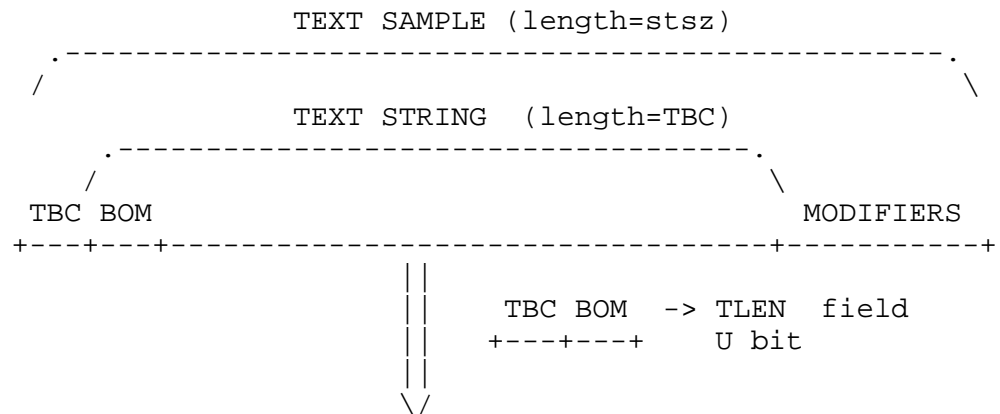 TEXT SAMPLE (length=stsz)
TEXT STRING (length=TBC)
TBC BOM MODIFIERS
TBC BOM -> TLEN field
U bit